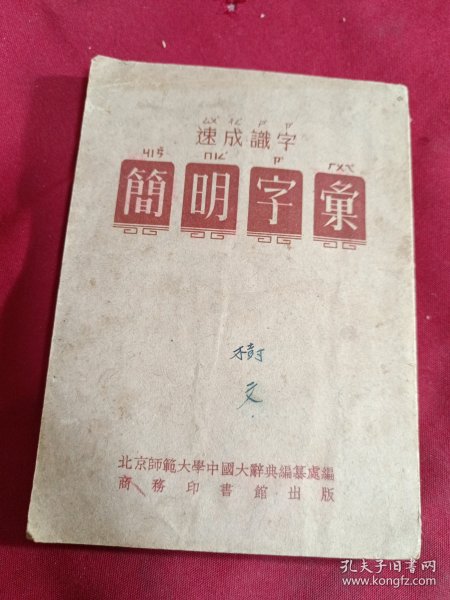 速成識字
簡明字彙
樹
文
北京師範大學中國大辭典編纂處編
商務印書館出版
孔夫子旧书网
www.kongfz.com